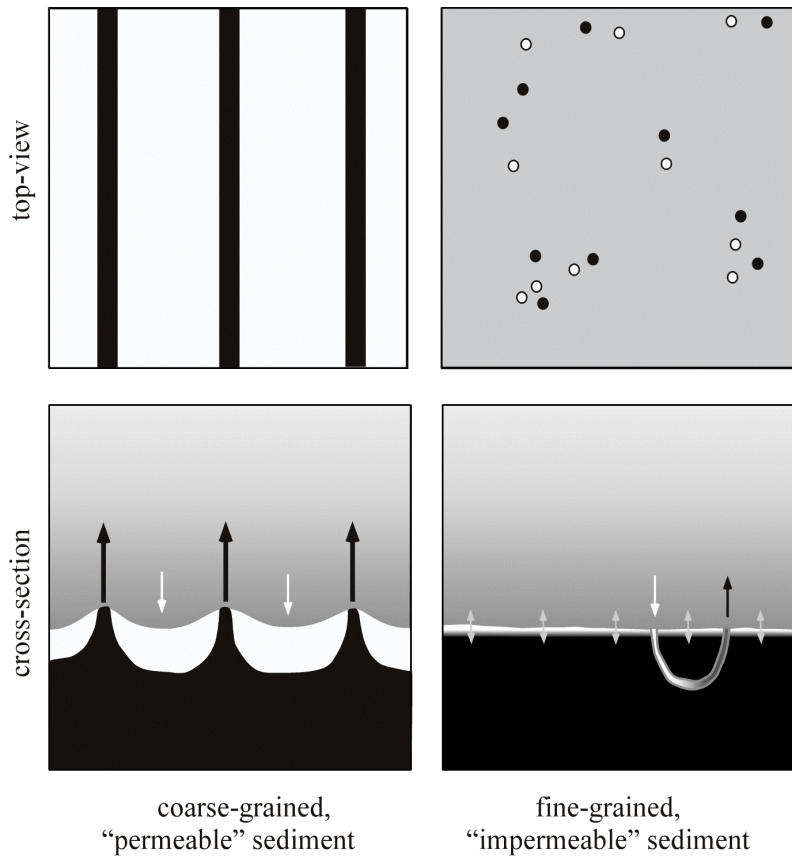 top-view
cross-section
coarse-grained,
“permeable” sediment
fine-grained,
“impermeable” sediment